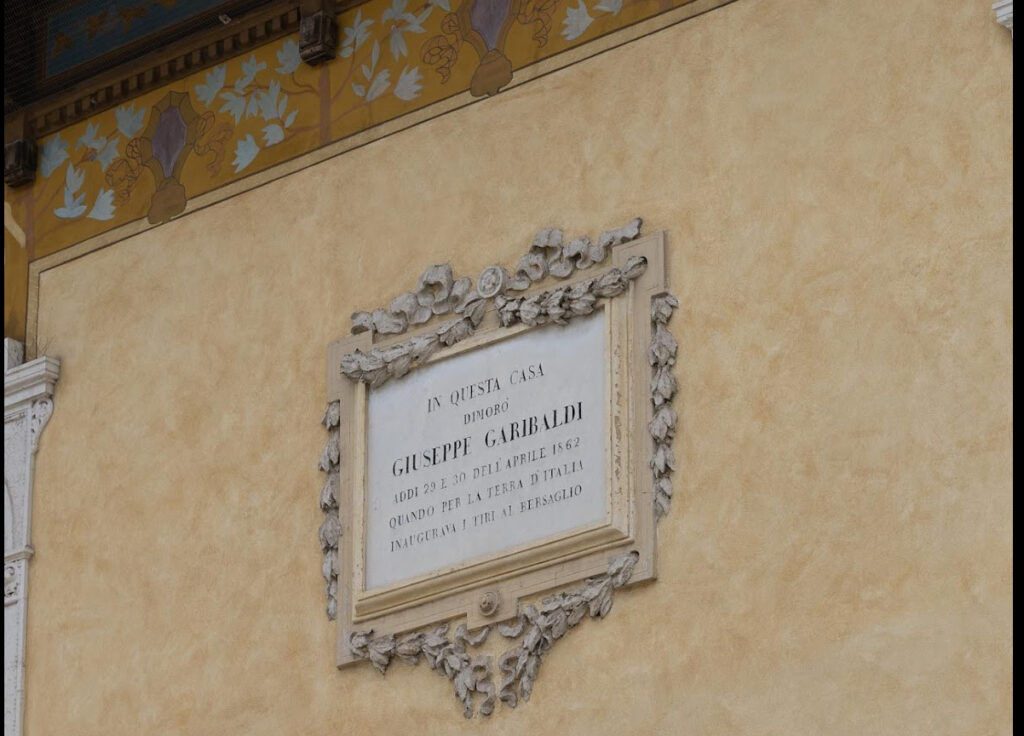 IN QUESTA CASA
DIMORÒ
GIUSEPPE GARIBALDI
ADDI 29 E 30 DELL'APRILE 1862
QUANDO PER LA TERRA D'ITALIA
INAUGURAVA I TIRI AL BERSAGLIO